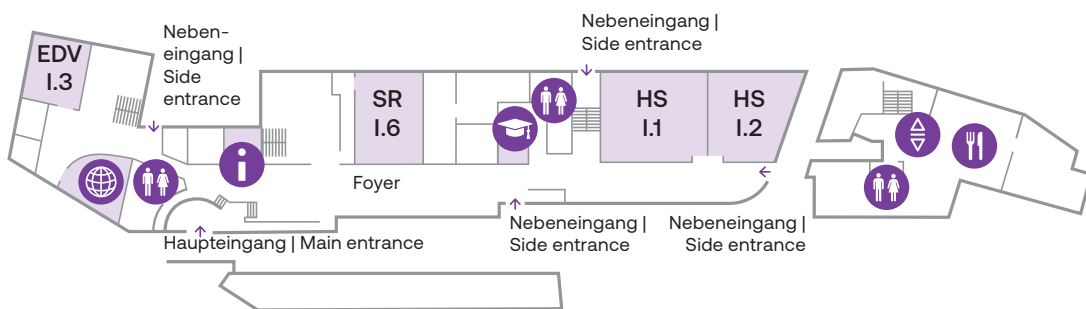 Neben-
eingang |
Side
entrance
Nebeneingang |
Side entrance
EDV
I.3
SR
I.6
HS
I.1
HS
I.2
Foyer
Haupteingang | Main entrance
Nebeneingang |
Side entrance
Nebeneingang |
Side entrance